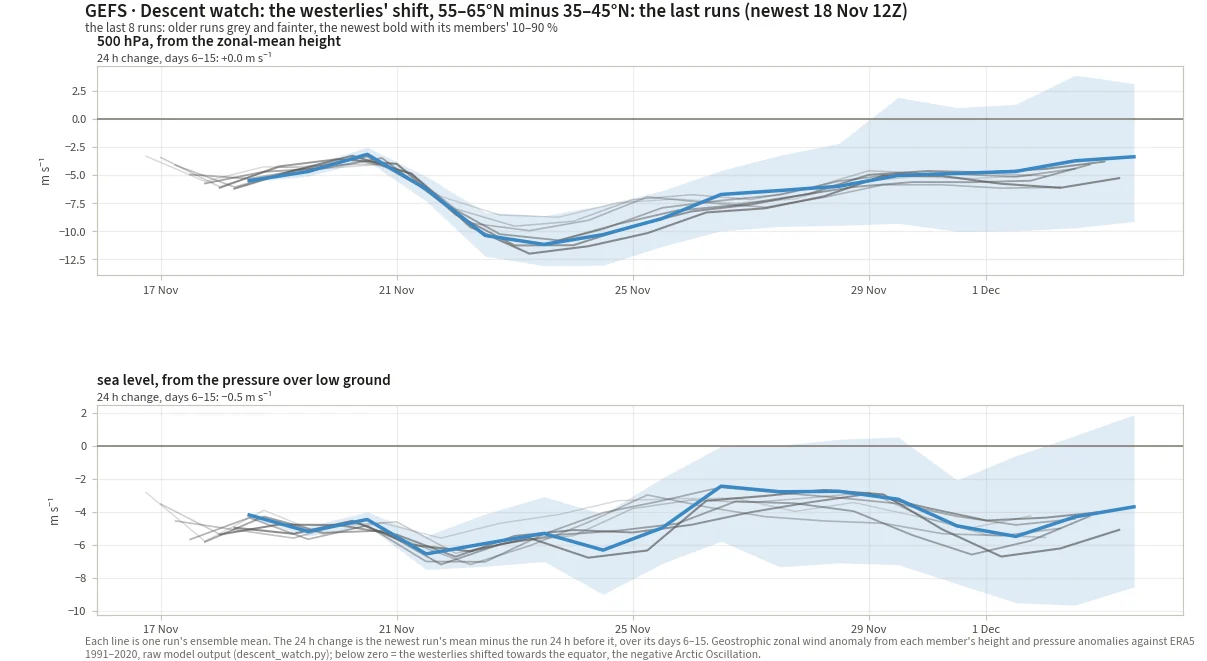 GEFS · Descent watch: the westerlies' shift, 55–65°N minus 35–45°N: the last runs (newest 18 Nov 12Z)
the last 8 runs: older runs grey and fainter, the newest bold with its members' 10–90 %
500 hPa, from the zonal-mean height
24 h change, days 6–15: +0.0 m s⁻¹
2.5
0.0
−2.5
−5.0
−7.5
−10.0
−12.5
m s⁻¹
17 Nov 21 Nov 25 Nov 29 Nov 1 Dec
sea level, from the pressure over low ground
24 h change, days 6–15: −0.5 m s⁻¹
2
0
−2
−4
−6
−8
−10
m s⁻¹
17 Nov 21 Nov 25 Nov 29 Nov 1 Dec
Each line is one run's ensemble mean. The 24 h change is the newest run's mean minus the run 24 h before it, over its days 6–15. Geostrophic zonal wind anomaly from each member's height and pressure anomalies against ERA5
1991–2020, raw model output (descent_watch.py); below zero = the westerlies shifted towards the equator, the negative Arctic Oscillation.